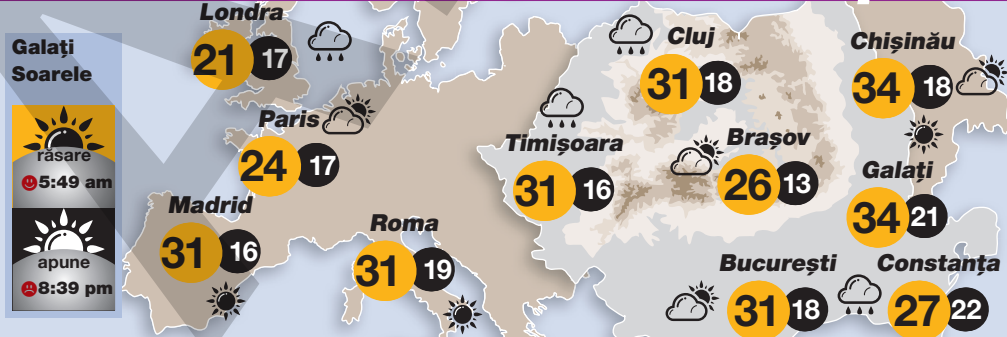 Galați
Soarele
răsare
5:49 am
apune
8:39 pm
Londra
21 17
Paris
24 17
Madrid
31 16
Roma
31 19
Timișoara
31 16
Cluj
31 18
Brașov
26 13
Chișinău
34 18
Galați
34 21
București
31 18
Constanța
27 22